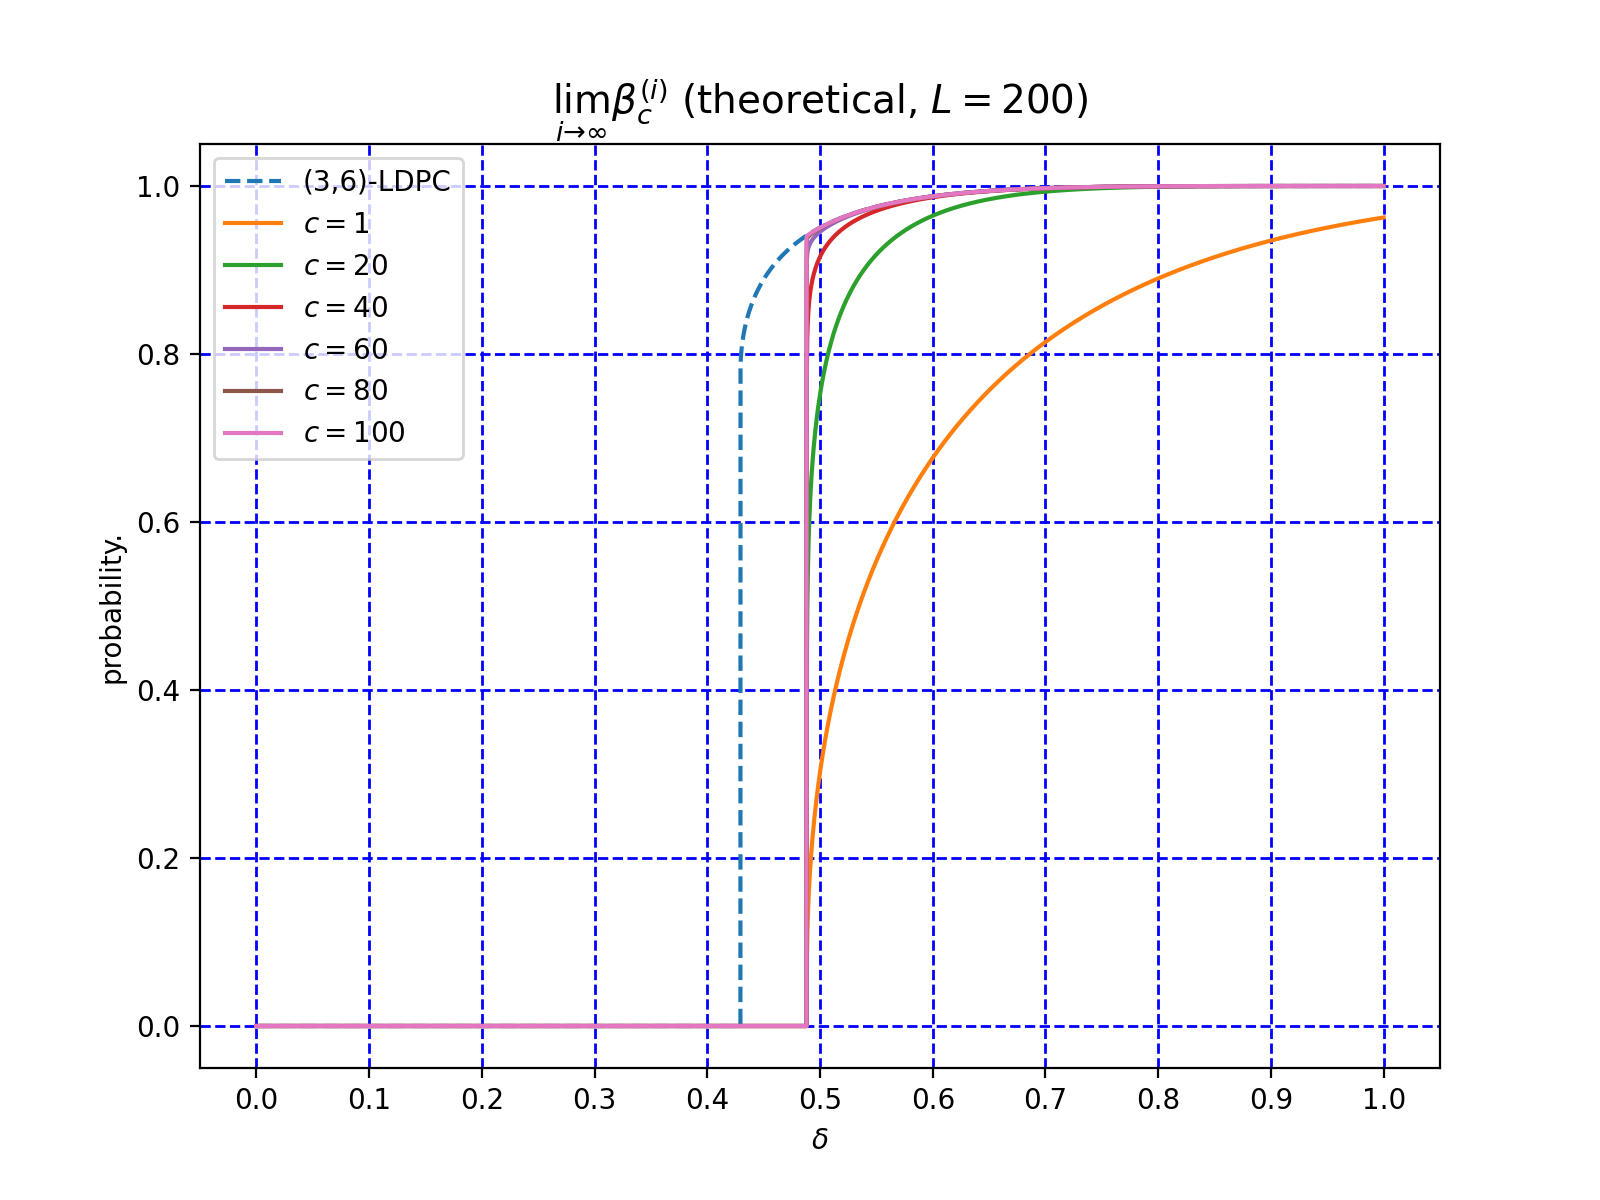 lim β_c^(i) (theoretical, L = 200)
i→∞
(3,6)-LDPC
c = 1
c = 20
c = 40
c = 60
c = 80
c = 100
1.0
0.8
0.6
0.4
0.2
0.0
probability.
0.0 0.1 0.2 0.3 0.4 0.5 0.6 0.7 0.8 0.9 1.0
δ